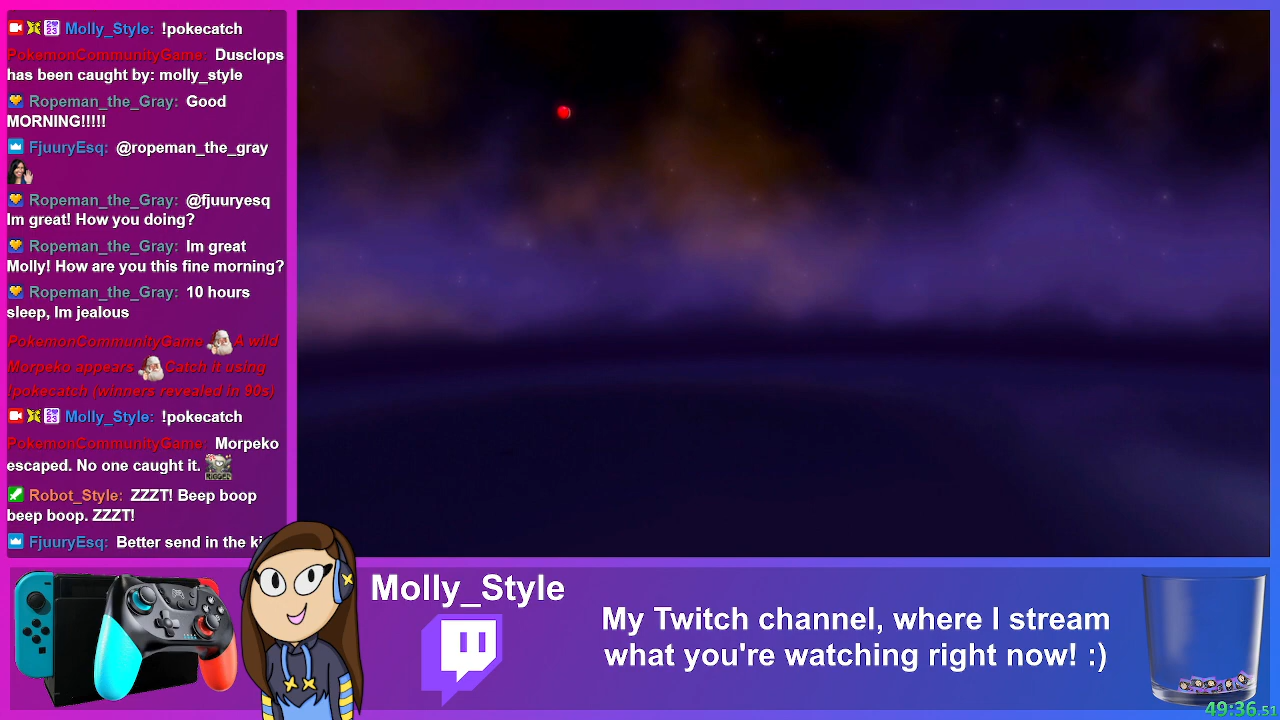 Molly_Style: !pokecatch
PokemonCommunityGame: Dusclops
has been caught by: molly_style
Ropeman_the_Gray: Good
MORNING!!!!!
FjuuryEsq: @ropeman_the_gray
Ropeman_the_Gray: @fjuuryesq
Im great! How you doing?
Ropeman_the_Gray: Im great
Molly! How are you this fine morning?
Ropeman_the_Gray: 10 hours
sleep, Im jealous
PokemonCommunityGame A wild
Morpeko appears Catch it using
!pokecatch (winners revealed in 90s)
Molly_Style: !pokecatch
PokemonCommunityGame: Morpeko
escaped. No one caught it.
Robot_Style: ZZZT! Beep boop
beep boop. ZZZT!
FjuuryEsq: Better send in the
Molly_Style
My Twitch channel, where I stream
what you're watching right now! :)
49:36.51